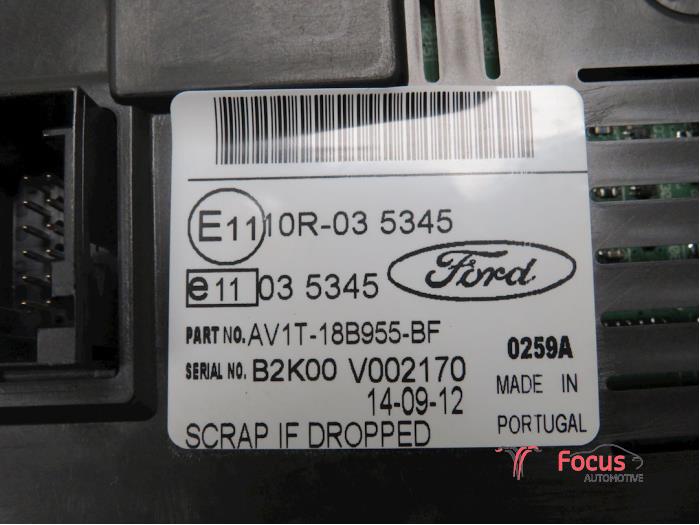 E11 10R-03 5345
e11 03 5345
Ford
PART NO. AV1T-18B955-BF
0259A
SERIAL NO. B2K00 V002170
14-09-12
MADE IN
PORTUGAL
SCRAP IF DROPPED
Focus
AUTOMOTIVE